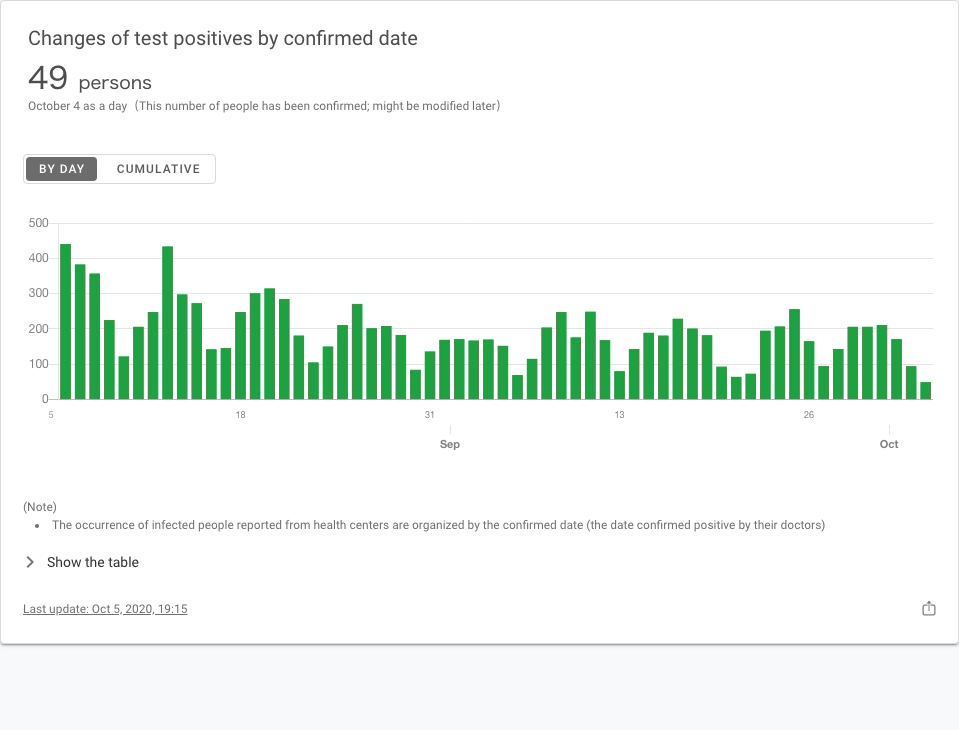 Changes of test positives by confirmed date
49 persons
October 4 as a day（This number of people has been confirmed; might be modified later）
BY DAY CUMULATIVE
500
400
300
200
100
0
5 18 31 13 26
Sep Oct
(Note)
• The occurrence of infected people reported from health centers are organized by the confirmed date (the date confirmed positive by their doctors)
Show the table
Last update: Oct 5, 2020, 19:15